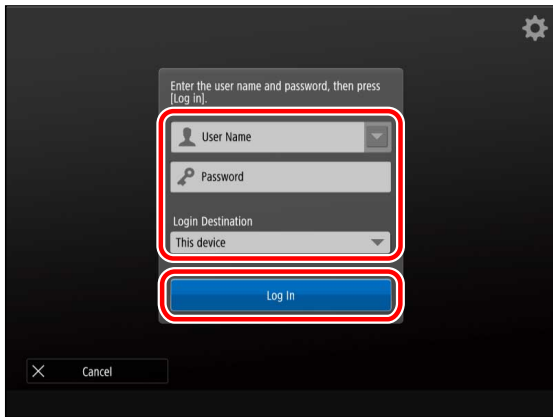 Enter the user name and password, then press
[Log in].
User Name
Password
Login Destination
This device
Log In
Cancel